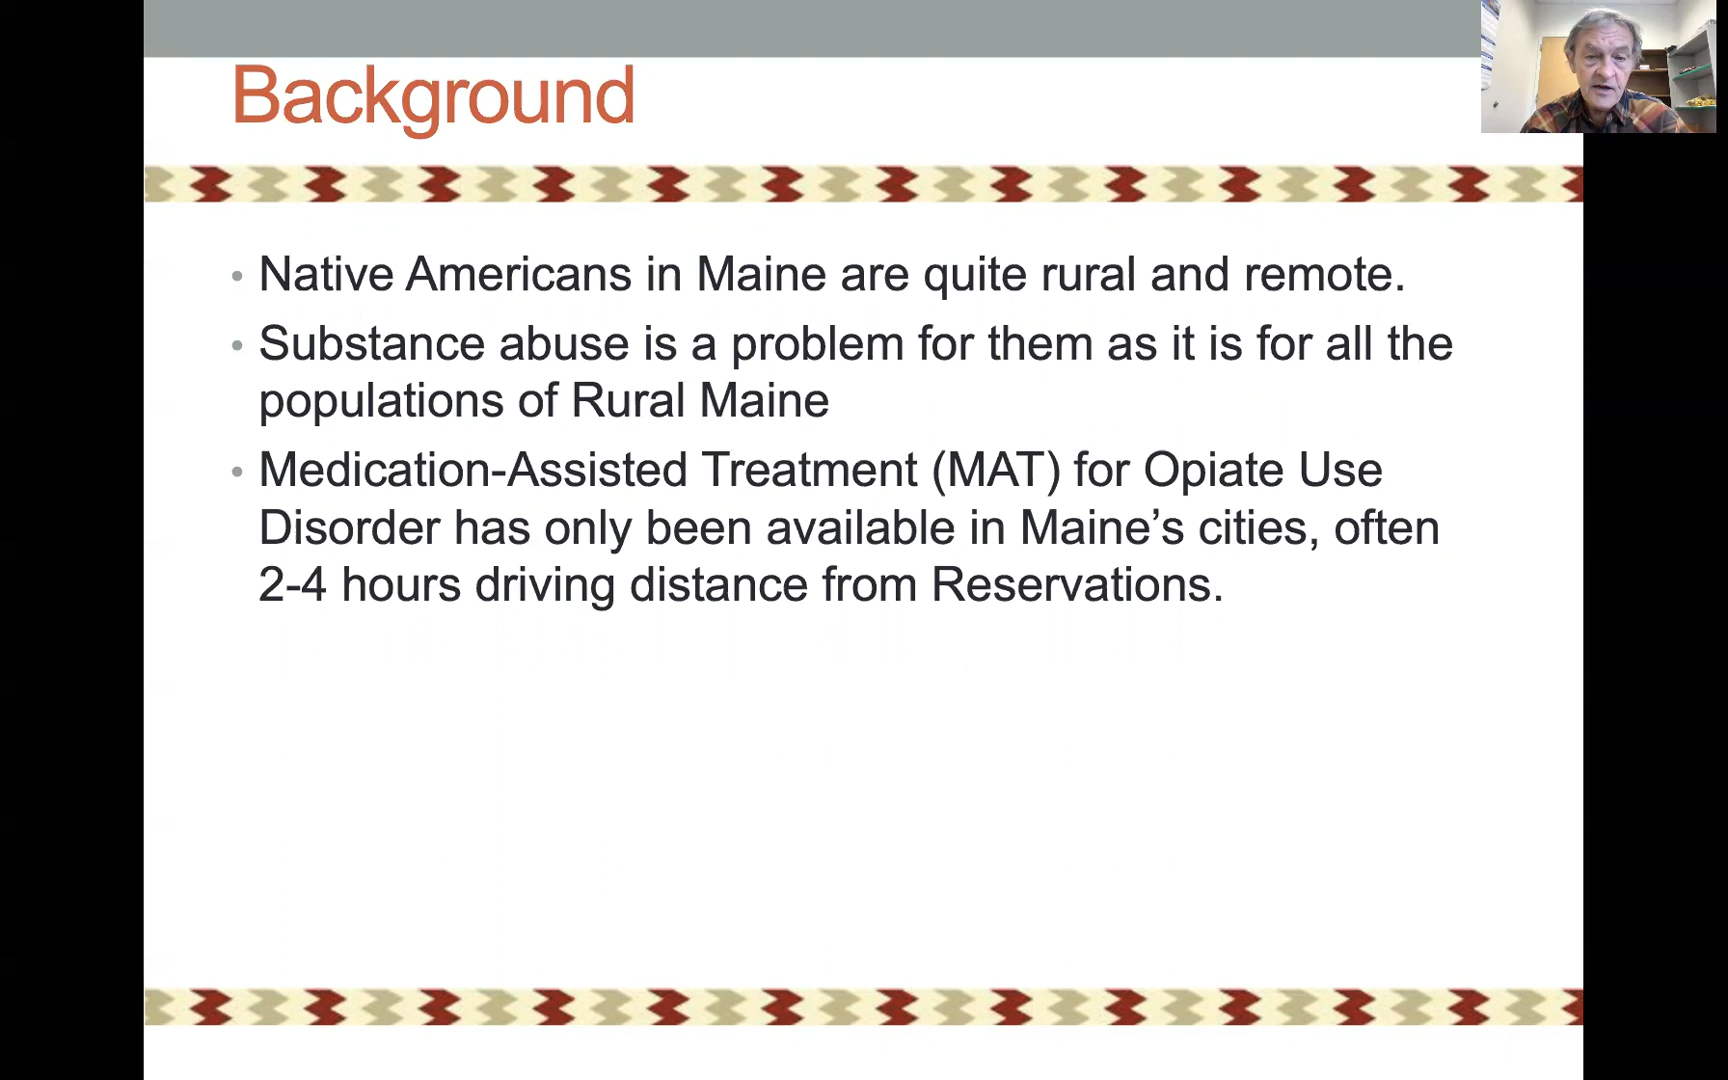 Background
• Native Americans in Maine are quite rural and remote.
• Substance abuse is a problem for them as it is for all the
populations of Rural Maine
• Medication-Assisted Treatment (MAT) for Opiate Use
Disorder has only been available in Maine’s cities, often
2-4 hours driving distance from Reservations.